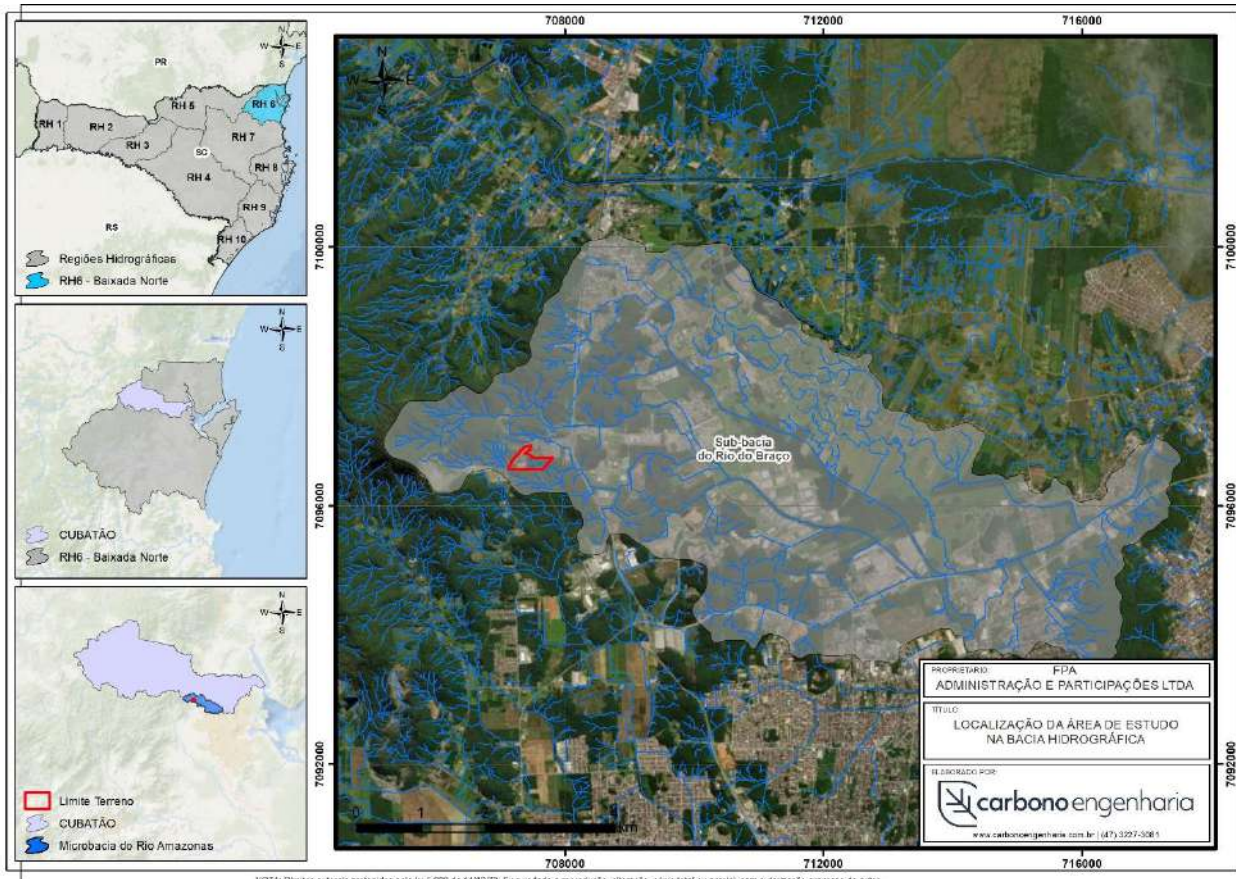 N
W E
S
PR
RH 1
RH 2
RH 3
RH 4
RH 5
RH 6
RH 7
RH 8
RH 9
RH 10
SC
RS
Regiões Hidrográficas
RH6 - Baixada Norte
N
W E
S
CUBATÃO
RH6 - Baixada Norte
N
W E
S
Limite Terreno
CUBATÃO
Microbacia do Rio Amazonas
708000 712000 716000
7100000 7100000
7096000 7096000
7092000 7092000
708000 712000 716000
N
W E
S
Sub-bacia
do Rio do Braço
0 1 2 km
PROPRIETÁRIO: FPA
ADMINISTRAÇÃO E PARTICIPAÇÕES LTDA
TÍTULO:
LOCALIZAÇÃO DA ÁREA DE ESTUDO
NA BACIA HIDROGRÁFICA
ELABORADO POR:
carbono engenharia
www.carbonoengenharia.com.br | (47) 3227-3081